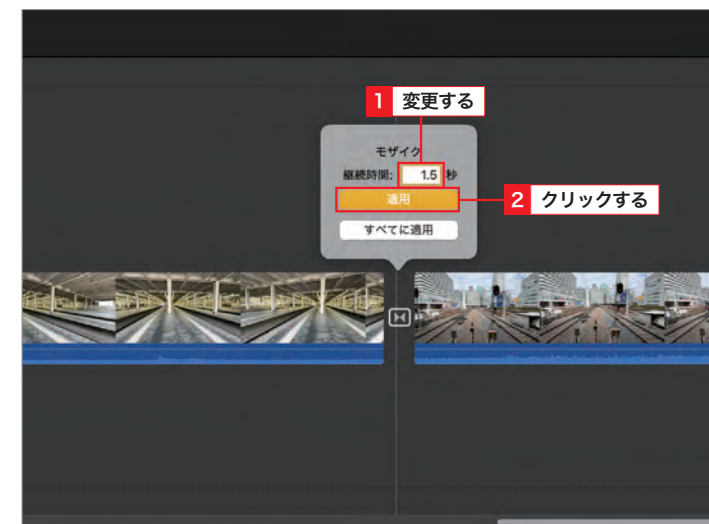 1 変更する
モザイク
継続時間: 1.5 秒
適用
2 クリックする
すべてに適用